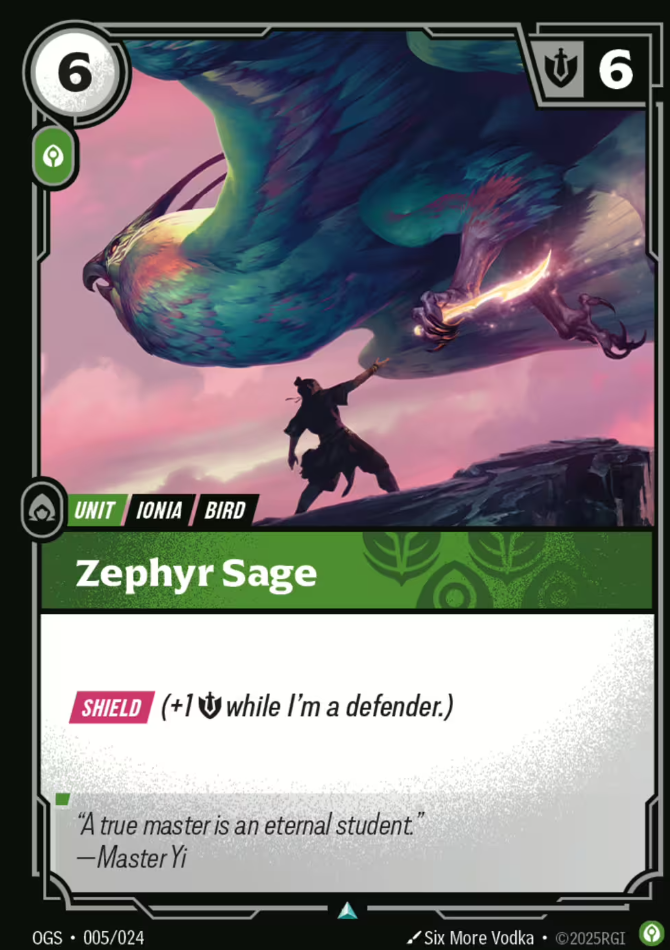 6
6
UNIT IONIA BIRD
Zephyr Sage
SHIELD (+1 while I'm a defender.)
“A true master is an eternal student.”
—Master Yi
OGS • 005/024
Six More Vodka • ©2025RGI